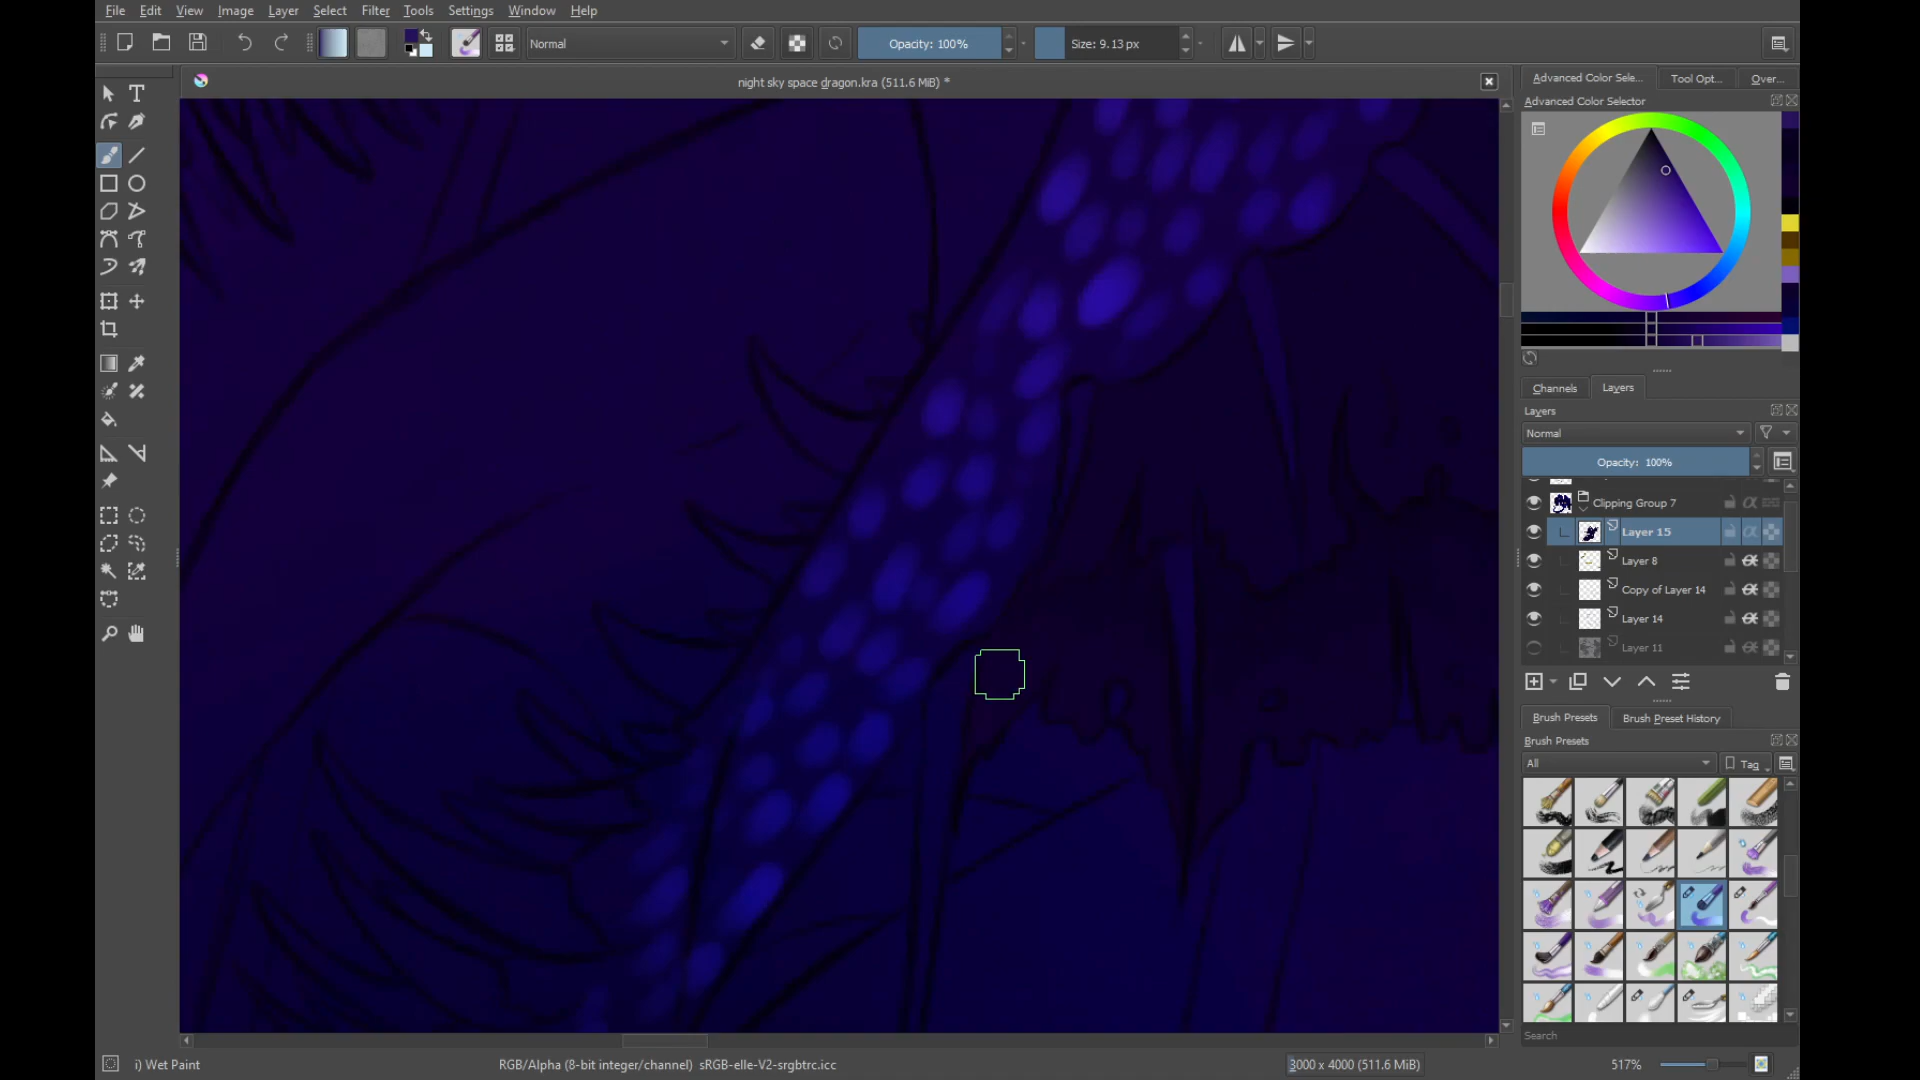 File Edit View Image Layer Select Filter Tools Settings Window Help
Normal
Opacity: 100%
Size: 9.13 px
night sky space dragon.kra (511.6 MiB) *
Advanced Color Sele... Tool Opt... Over...
Advanced Color Selector
Channels Layers
Layers
Normal
Opacity: 100%
Clipping Group 7
Layer 15
Layer 8
Copy of Layer 14
Layer 14
Layer 11
Brush Presets Brush Preset History
Brush Presets
All
Tag
Search
i) Wet Paint
RGB/Alpha (8-bit integer/channel) sRGB-elle-V2-srgbtrc.icc
3000 x 4000 (511.6 MiB)
517%